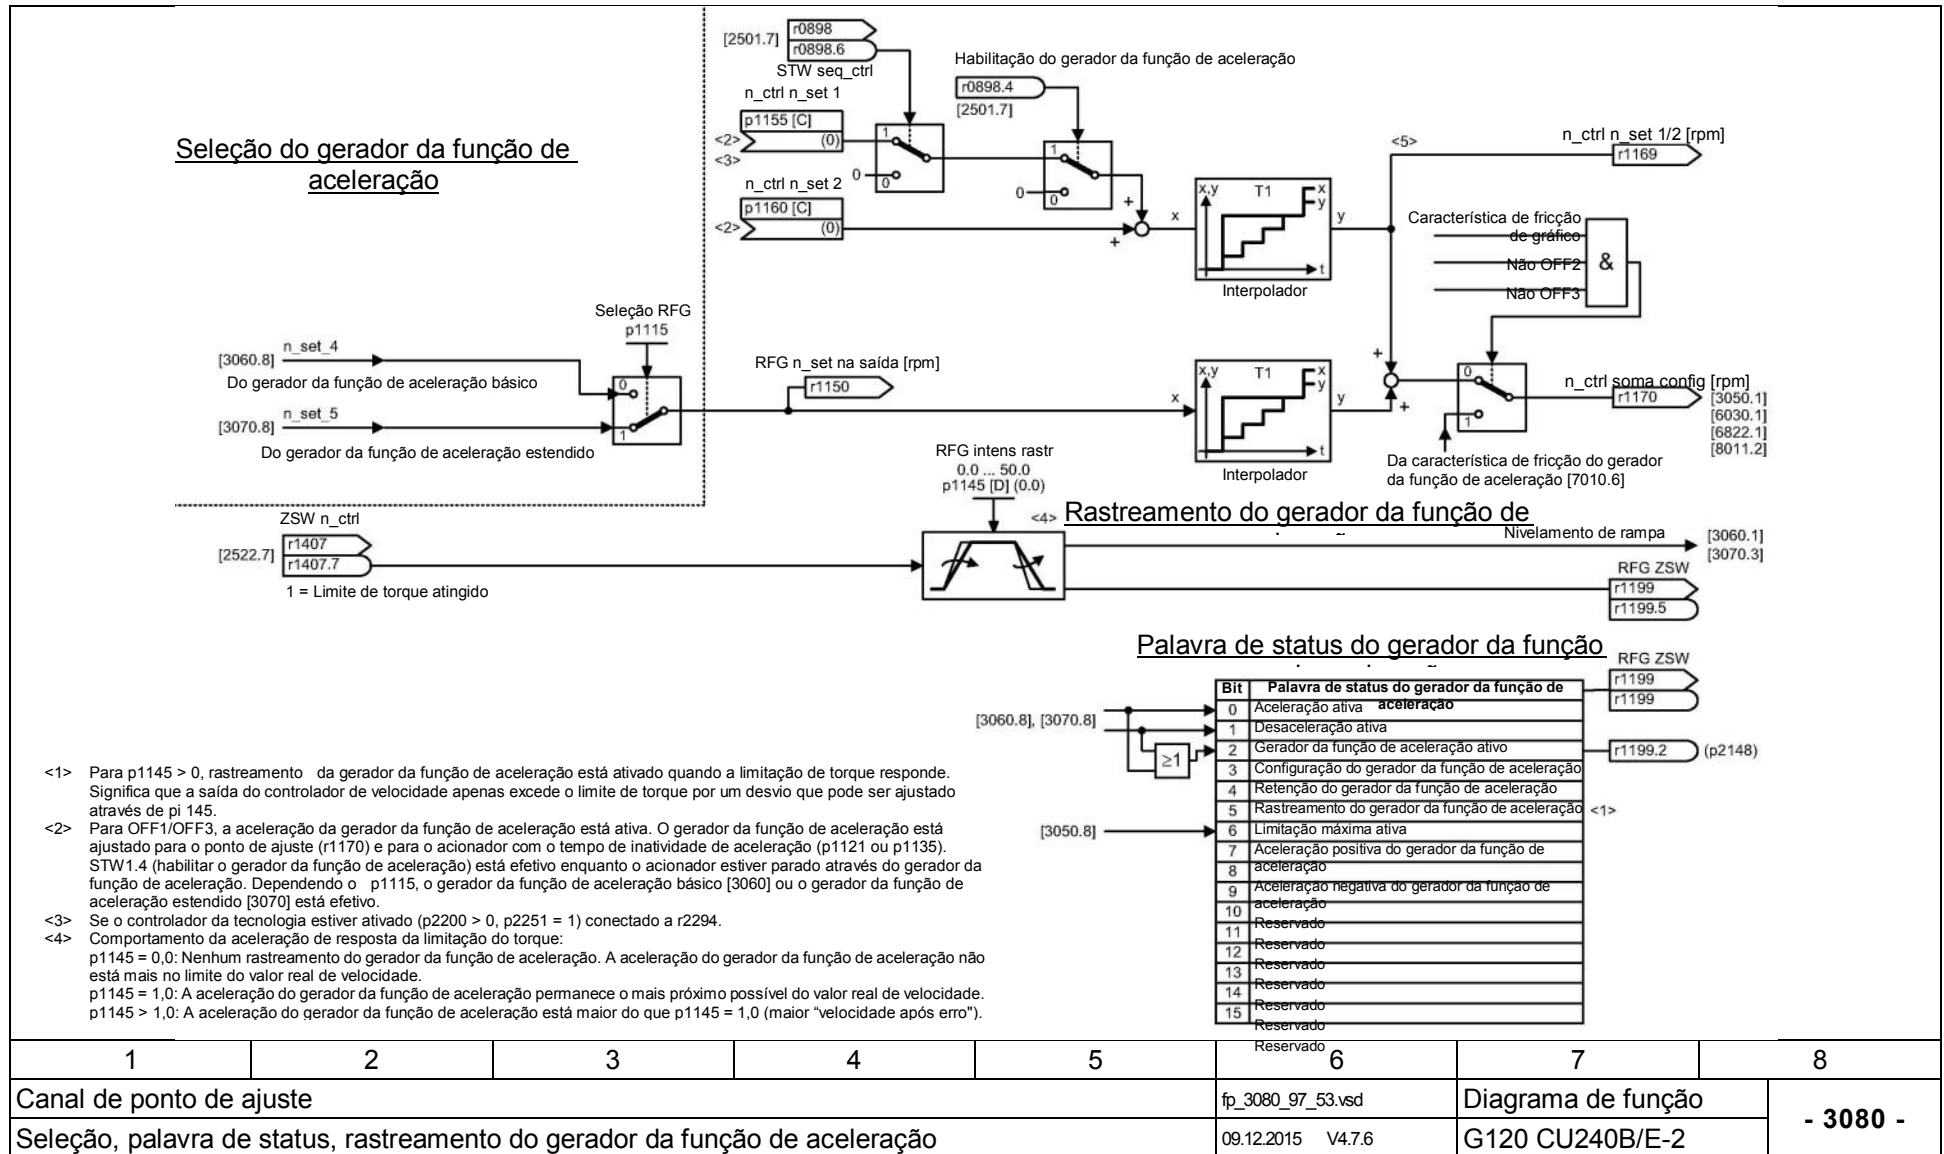 Seleção do gerador da função de
aceleração
[2501.7]
r0898
r0898.6
STW seq_ctrl
n_ctrl n_set 1
p1155 [C]
(0)
<2>
<3>
1
0
0
Habilitação do gerador da função de aceleração
r0898.4
[2501.7]
1
0
0
n_ctrl n_set 2
p1160 [C]
(0)
<2>
+
+
x
x,y
T1
x
y
t
y
Interpolador
<5>
n_ctrl n_set 1/2 [rpm]
r1169
Característica de fricção
de gráfico
Não OFF2
Não OFF3
&
Seleção RFG
p1115
n_set_4
[3060.8]
Do gerador da função de aceleração básico
n_set_5
[3070.8]
Do gerador da função de aceleração estendido
0
1
RFG n_set na saída [rpm]
r1150
x
x,y
T1
x
y
t
y
Interpolador
+
+
0
1
n_ctrl soma config [rpm]
r1170
[3050.1]
[6030.1]
[6822.1]
[8011.2]
Da característica de fricção do gerador
da função de aceleração [7010.6]
RFG intens rastr
0.0 ... 50.0
p1145 [D] (0.0)
<4>
Rastreamento do gerador da função de
ZSW n_ctrl
[2522.7]
r1407
r1407.7
1 = Limite de torque atingido
Nivelamento de rampa
[3060.1]
[3070.3]
RFG ZSW
r1199
r1199.5
Palavra de status do gerador da função
RFG ZSW
r1199
r1199
Bit
Palavra de status do gerador da função de
aceleração
0 Aceleração ativa
1 Desaceleração ativa
2 Gerador da função de aceleração ativo
3 Configuração do gerador da função de aceleração
4 Retenção do gerador da função de aceleração
5 Rastreamento do gerador da função de aceleração
<1>
6 Limitação máxima ativa
7 Aceleração positiva do gerador da função de
8 aceleração
9 Aceleração negativa do gerador da função de
10 aceleração
11 Reservado
12 Reservado
13 Reservado
14 Reservado
15 Reservado
Reservado
Reservado
r1199.2
(p2148)
[3060.8], [3070.8]
≥1
[3050.8]
<1> Para p1145 > 0, rastreamento da gerador da função de aceleração está ativado quando a limitação de torque responde.
Significa que a saída do controlador de velocidade apenas excede o limite de torque por um desvio que pode ser ajustado
através de pi 145.
<2> Para OFF1/OFF3, a aceleração da gerador da função de aceleração está ativa. O gerador da função de aceleração está
ajustado para o ponto de ajuste (r1170) e para o acionador com o tempo de inatividade de aceleração (p1121 ou p1135).
STW1.4 (habilitar o gerador da função de aceleração) está efetivo enquanto o acionador estiver parado através do gerador da
função de aceleração. Dependendo o p1115, o gerador da função de aceleração básico [3060] ou o gerador da função de
aceleração estendido [3070] está efetivo.
<3> Se o controlador da tecnologia estiver ativado (p2200 > 0, p2251 = 1) conectado a r2294.
<4> Comportamento da aceleração de resposta da limitação do torque:
p1145 = 0,0: Nenhum rastreamento do gerador da função de aceleração. A aceleração do gerador da função de aceleração não
está mais no limite do valor real de velocidade.
p1145 = 1,0: A aceleração do gerador da função de aceleração permanece o mais próximo possível do valor real de velocidade.
p1145 > 1,0: A aceleração do gerador da função de aceleração está maior do que p1145 = 1,0 (maior “velocidade após erro").
1 2 3 4 5 6 7 8
Canal de ponto de ajuste
fp_3080_97_53.vsd
Diagrama de função
- 3080 -
Seleção, palavra de status, rastreamento do gerador da função de aceleração
09.12.2015 V4.7.6
G120 CU240B/E-2